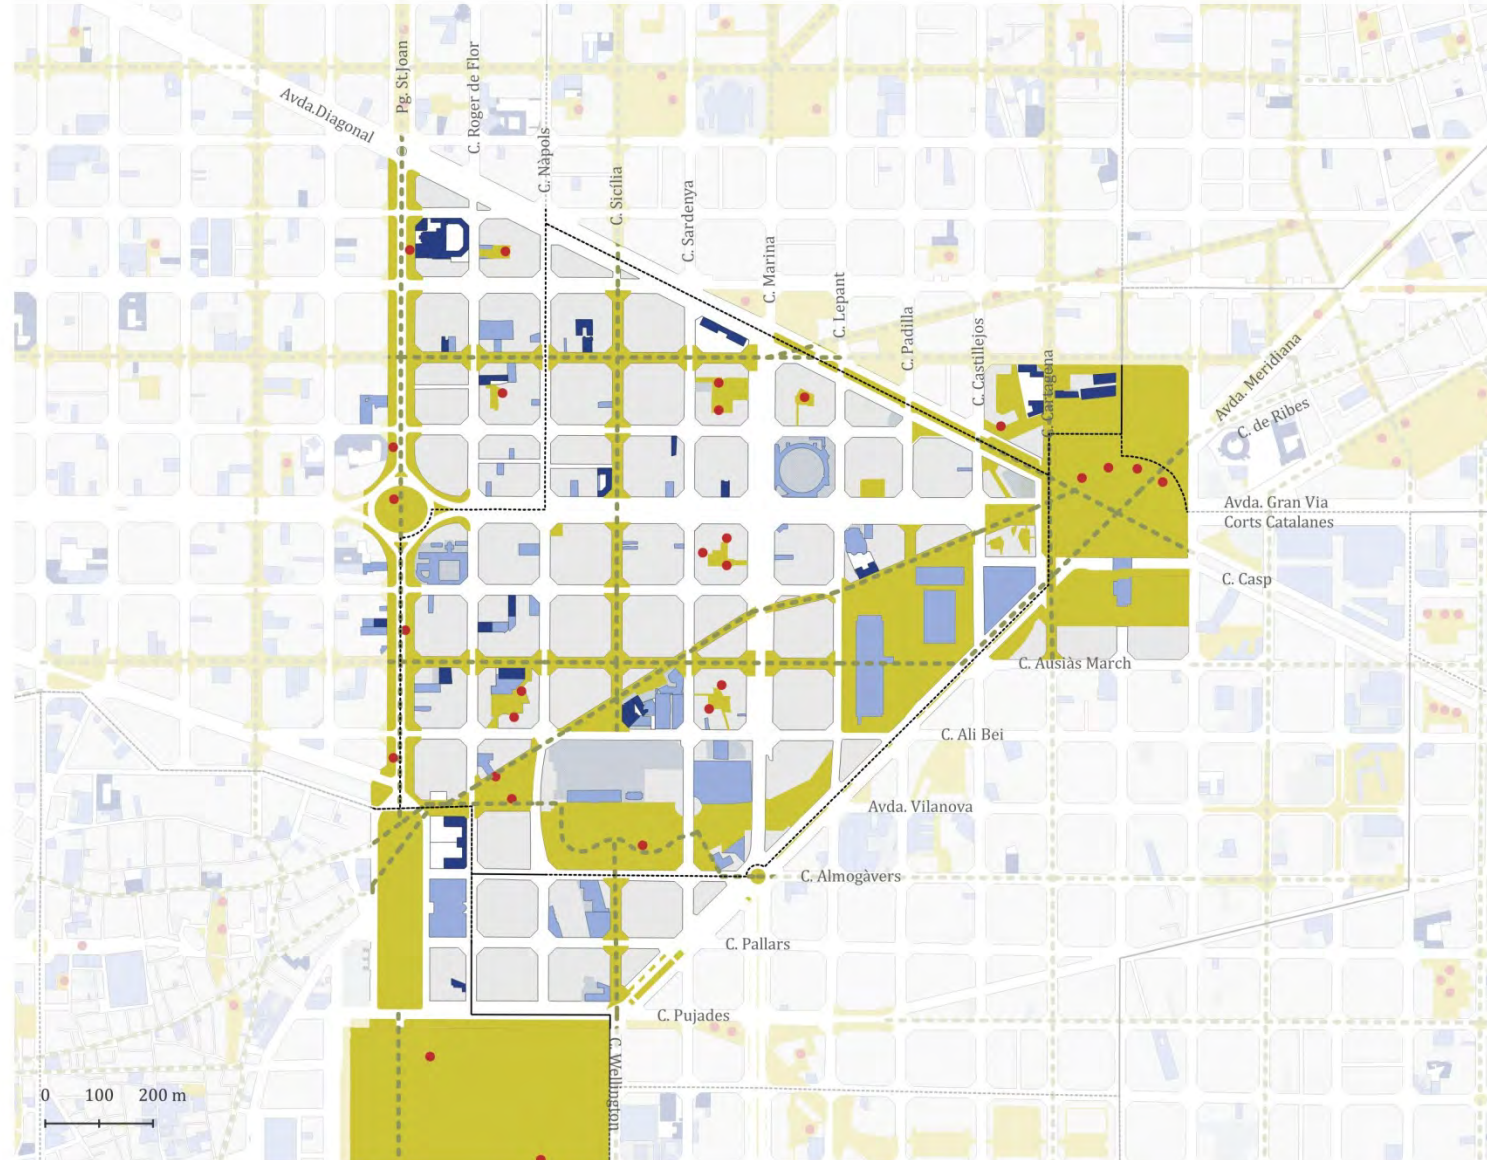 Pg. St.Joan
C. Roger de Flor
Avda.Diagonal
C. Nàpols
C. Sicília
C. Sardenya
C. Marina
C. Lepant
C. Padilla
C. Castillejos
C. Cartagena
Avda. Meridiana
C. de Ribes
Avda. Gran Via
Corts Catalanes
C. Casp
C. Ausiàs March
C. Ali Bei
Avda. Vilanova
C. Almogàvers
C. Pallars
C. Pujades
C. Wellington
0 100 200 m